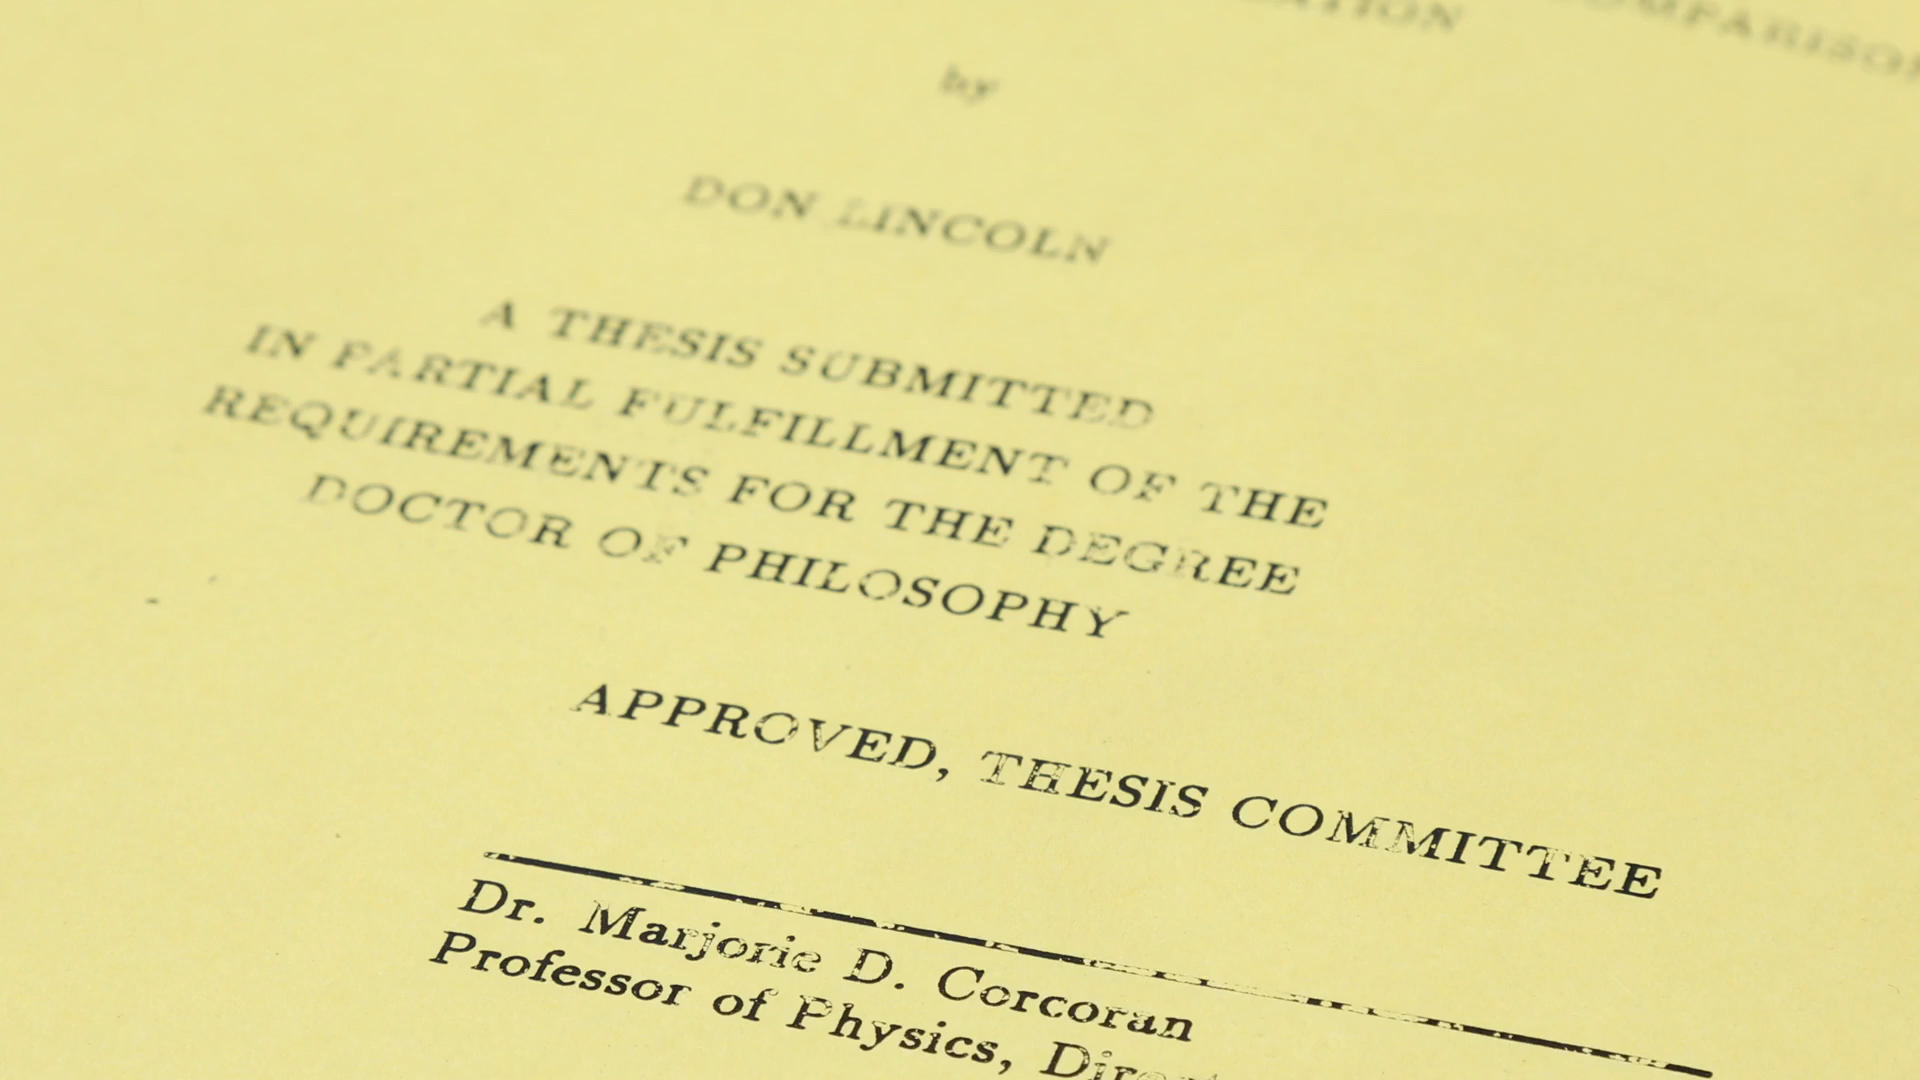 COMPARISON
by
DON LINCOLN
A THESIS SUBMITTED
IN PARTIAL FULFILLMENT OF THE
REQUIREMENTS FOR THE DEGREE
DOCTOR OF PHILOSOPHY
APPROVED, THESIS COMMITTEE
Dr. Marjorie D. Corcoran
Professor of Physics,